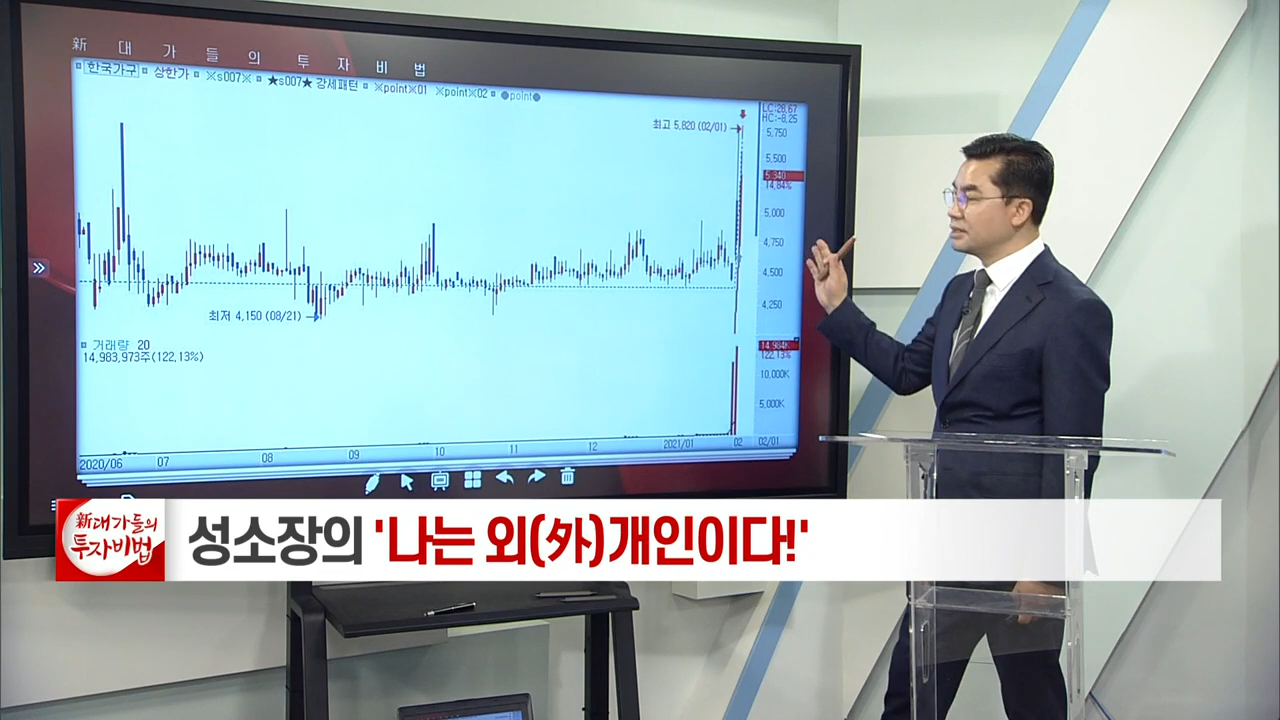 新 대 가 들 의 투 자 비 법
한국가구 상한가 ※s007※ ★s007★ 강세패턴 ※point※01 ※point※02 ●point●
LC:28.67
HC:-8.25
최고 5,820 (02/01)
5,750
5,500
5,340
14,84%
5,000
4,750
4,500
4,250
최저 4,150 (08/21)
거래량 20
14,983,973주(122,13%)
14,984K
122,13%
10,000K
5,000K
2020/06 07 08 09 10 11 12 2021/01 02 02/01
新대가들의
투자비법
성소장의 '나는 외(外)개인이다!'